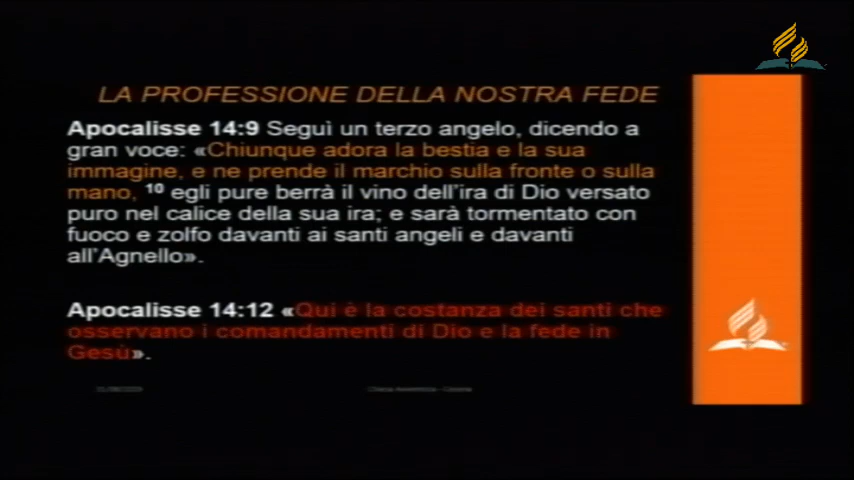 LA PROFESSIONE DELLA NOSTRA FEDE
Apocalisse 14:9 Seguì un terzo angelo, dicendo a
gran voce: «Chiunque adora la bestia e la sua
immagine, e ne prende il marchio sulla fronte o sulla
mano, 10 egli pure berrà il vino dell'ira di Dio versato
puro nel calice della sua ira; e sarà tormentato con
fuoco e zolfo davanti ai santi angeli e davanti
all'Agnello».
Apocalisse 14:12 «Qui è la costanza dei santi che
osservano i comandamenti di Dio e la fede in
Gesù».